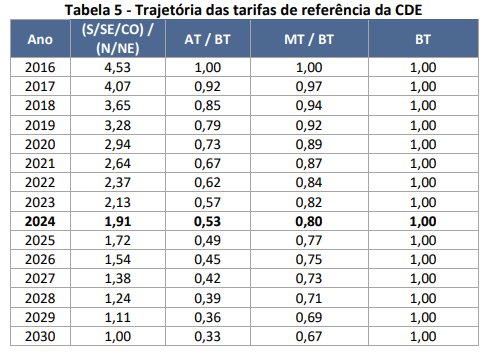 Tabela 5 - Trajetória das tarifas de referência da CDE
Ano (S/SE/CO) / (N/NE) AT / BT MT / BT BT
2016 4,53 1,00 1,00 1,00
2017 4,07 0,92 0,97 1,00
2018 3,65 0,85 0,94 1,00
2019 3,28 0,79 0,92 1,00
2020 2,94 0,73 0,89 1,00
2021 2,64 0,67 0,87 1,00
2022 2,37 0,62 0,84 1,00
2023 2,13 0,57 0,82 1,00
2024 1,91 0,53 0,80 1,00
2025 1,72 0,49 0,77 1,00
2026 1,54 0,45 0,75 1,00
2027 1,38 0,42 0,73 1,00
2028 1,24 0,39 0,71 1,00
2029 1,11 0,36 0,69 1,00
2030 1,00 0,33 0,67 1,00